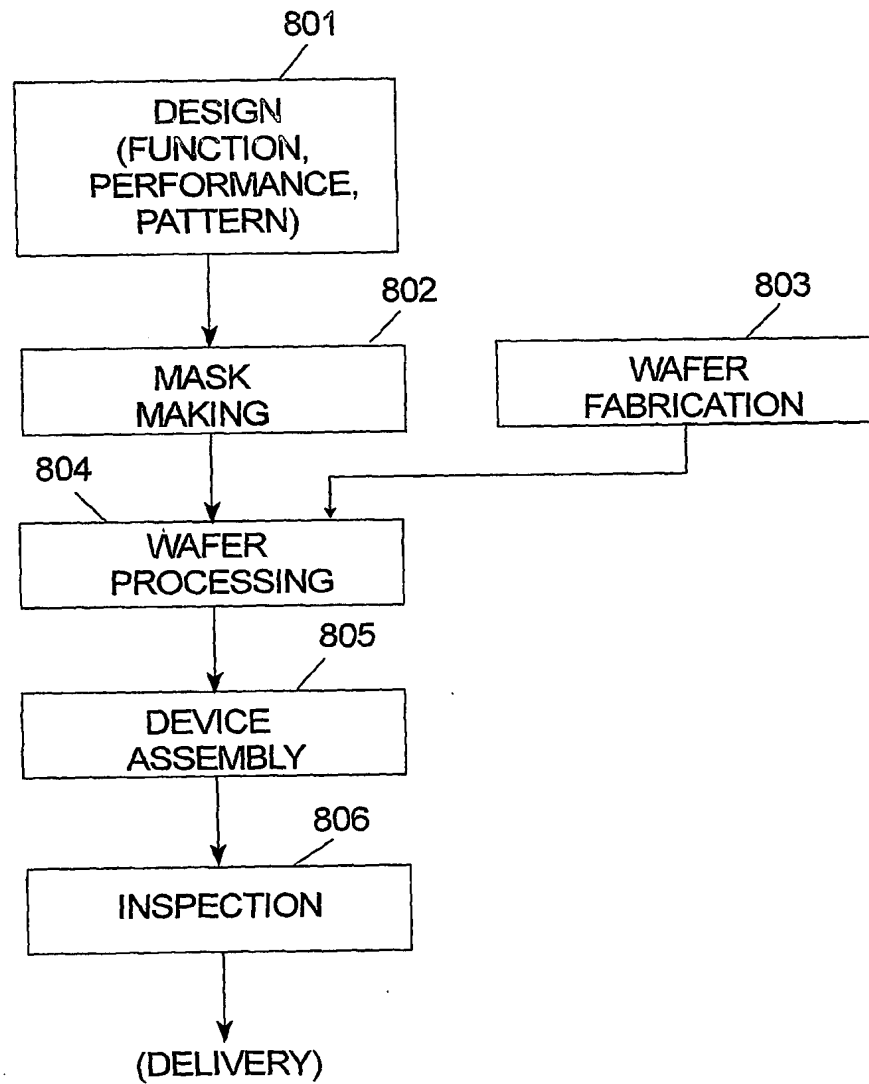 801
DESIGN
(FUNCTION,
PERFORMANCE,
PATTERN)
802
MASK
MAKING
803
WAFER
FABRICATION
804
WAFER
PROCESSING
805
DEVICE
ASSEMBLY
806
INSPECTION
(DELIVERY)